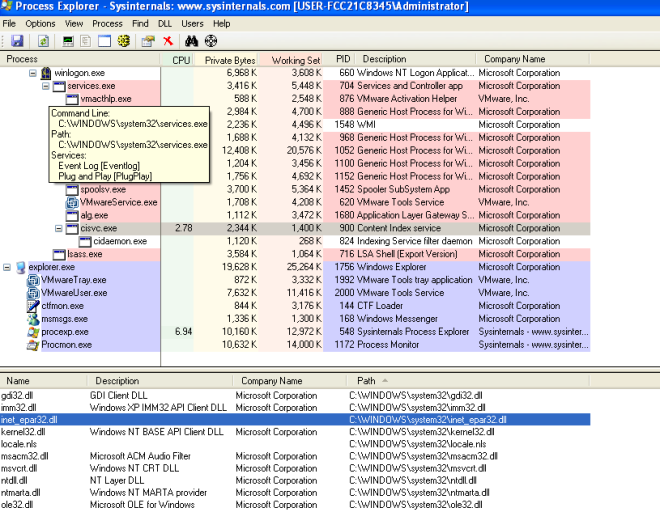 Process Explorer - Sysinternals: www.sysinternals.com [USER-FCC21C8345\Administrator]
File Options View Process Find DLL Users Help
Process CPU Private Bytes Working Set PID Description Company Name
winlogon.exe 6,968 K 3,608 K 660 Windows NT Logon Applicat... Microsoft Corporation
services.exe 3,416 K 5,448 K 704 Services and Controller app Microsoft Corporation
vmacthlp.exe 588 K 2,548 K 876 VMware Activation Helper VMware, Inc.
Command Line: 2,984 K 4,700 K 888 Generic Host Process for Wi... Microsoft Corporation
C:\WINDOWS\system32\services.exe 2,236 K 4,496 K 1548 WMI Microsoft Corporation
Path: 1,688 K 4,132 K 968 Generic Host Process for Wi... Microsoft Corporation
C:\WINDOWS\system32\services.exe 12,408 K 20,576 K 1052 Generic Host Process for Wi... Microsoft Corporation
Services: 1,204 K 3,456 K 1100 Generic Host Process for Wi... Microsoft Corporation
Event Log [Eventlog]
Plug and Play [PlugPlay] 1,756 K 4,692 K 1152 Generic Host Process for Wi... Microsoft Corporation
spoolsv.exe 3,700 K 5,364 K 1452 Spooler SubSystem App Microsoft Corporation
VMwareService.exe 1,708 K 4,208 K 620 VMware Tools Service VMware, Inc.
alg.exe 1,112 K 3,472 K 1680 Application Layer Gateway S... Microsoft Corporation
cisvc.exe 2.78 2,344 K 1,400 K 900 Content Index service Microsoft Corporation
cidaemon.exe 1,120 K 268 K 824 Indexing Service filter daemon Microsoft Corporation
lsass.exe 3,584 K 1,064 K 716 LSA Shell (Export Version) Microsoft Corporation
explorer.exe 19,628 K 25,264 K 1756 Windows Explorer Microsoft Corporation
VMwareTray.exe 872 K 3,332 K 1992 VMware Tools tray application VMware, Inc.
VMwareUser.exe 7,632 K 11,416 K 2000 VMware Tools Service VMware, Inc.
ctfmon.exe 844 K 3,176 K 144 CTF Loader Microsoft Corporation
msmsgs.exe 1,336 K 1,300 K 168 Windows Messenger Microsoft Corporation
procexp.exe 6.94 10,160 K 12,972 K 548 Sysinternals Process Explorer Sysinternals - www.sysinter...
Procmon.exe 10,632 K 14,000 K 1172 Process Monitor Sysinternals - www.sysinter...
Name Description Company Name Path
gdi32.dll GDI Client DLL Microsoft Corporation C:\WINDOWS\system32\gdi32.dll
imm32.dll Windows XP IMM32 API Client DLL Microsoft Corporation C:\WINDOWS\system32\imm32.dll
inet_epar32.dll C:\WINDOWS\system32\inet_epar32.dll
kernel32.dll Windows NT BASE API Client DLL Microsoft Corporation C:\WINDOWS\system32\kernel32.dll
locale.nls C:\WINDOWS\system32\locale.nls
msacm32.dll Microsoft ACM Audio Filter Microsoft Corporation C:\WINDOWS\system32\msacm32.dll
msvcrt.dll Windows NT CRT DLL Microsoft Corporation C:\WINDOWS\system32\msvcrt.dll
ntdll.dll NT Layer DLL Microsoft Corporation C:\WINDOWS\system32\ntdll.dll
ntmarta.dll Windows NT MARTA provider Microsoft Corporation C:\WINDOWS\system32\ntmarta.dll
ole32.dll Microsoft OLE for Windows Microsoft Corporation C:\WINDOWS\system32\ole32.dll